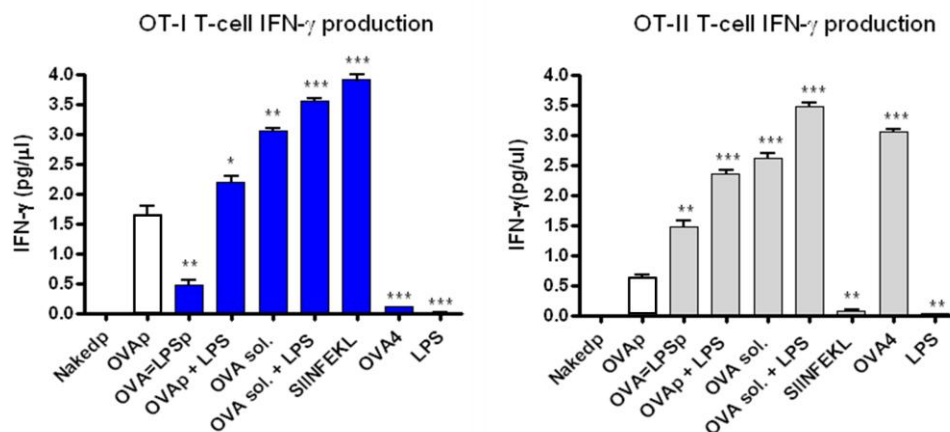 OT-I T-cell IFN-γ production
IFN-γ (pg/µl)
4.0
3.5
3.0
2.5
2.0
1.5
1.0
0.5
0.0
**
*
**
***
***
***
***
Nakedp
OVAp
OVA=LPSp
OVAp + LPS
OVA sol.
OVA sol. + LPS
SIINFEKL
OVA4
LPS
OT-II T-cell IFN-γ production
IFN-γ(pg/ul)
4.0
3.5
3.0
2.5
2.0
1.5
1.0
0.5
0.0
**
***
***
***
**
***
**
Nakedp
OVAp
OVA=LPSp
OVAp + LPS
OVA sol.
OVA sol. + LPS
SIINFEKL
OVA4
LPS